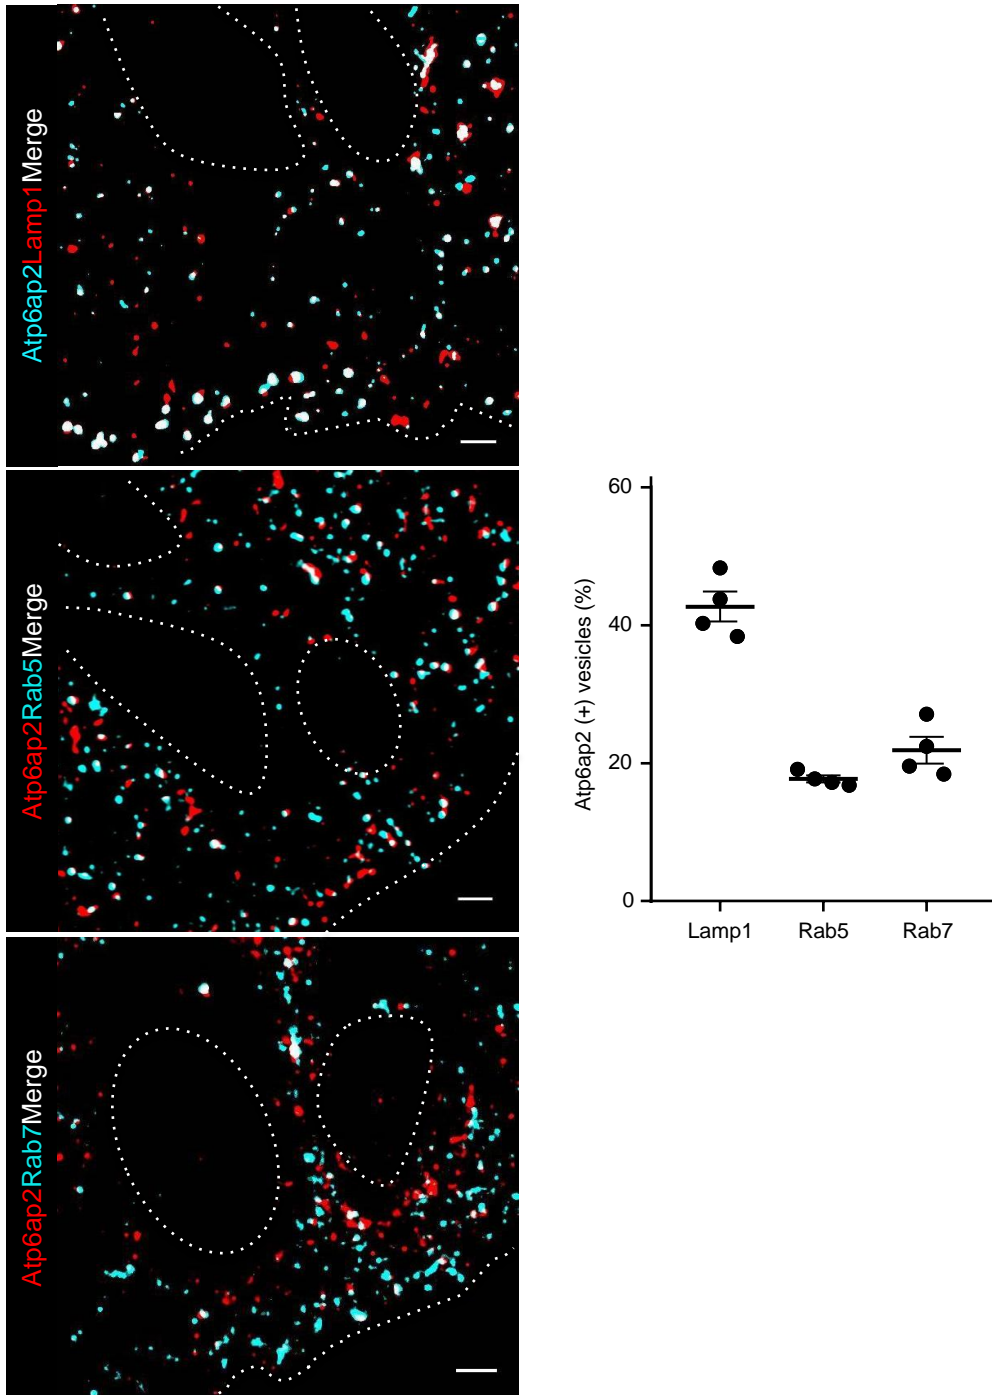 Atp6ap2Lamp1Merge
Atp6ap2Rab5Merge
Atp6ap2Rab7Merge
Atp6ap2 (+) vesicles (%)
60
40
20
0
Lamp1 Rab5 Rab7